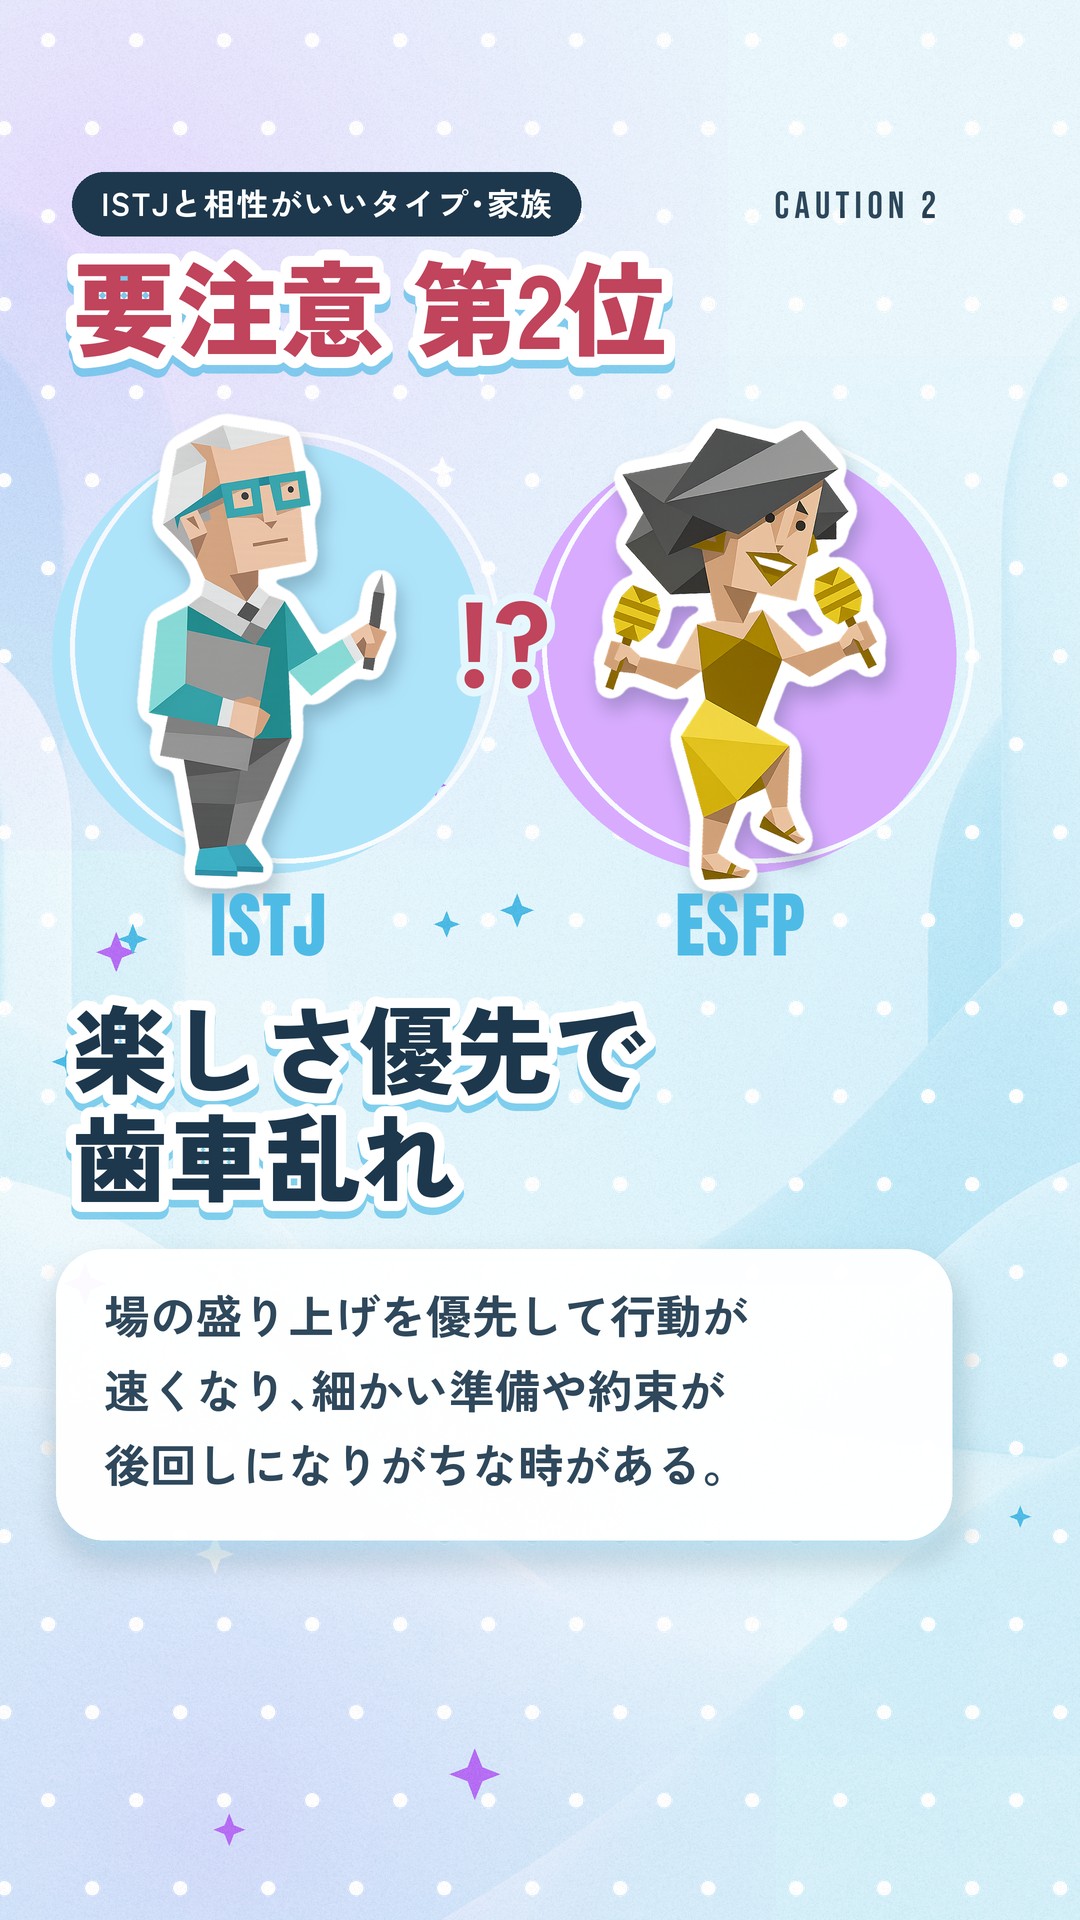 ISTJと相性がいいタイプ・家族
CAUTION 2
要注意 第2位
!?
ISTJ
ESFP
楽しさ優先で
歯車乱れ
場の盛り上げを優先して行動が
速くなり、細かい準備や約束が
後回しになりがちな時がある。